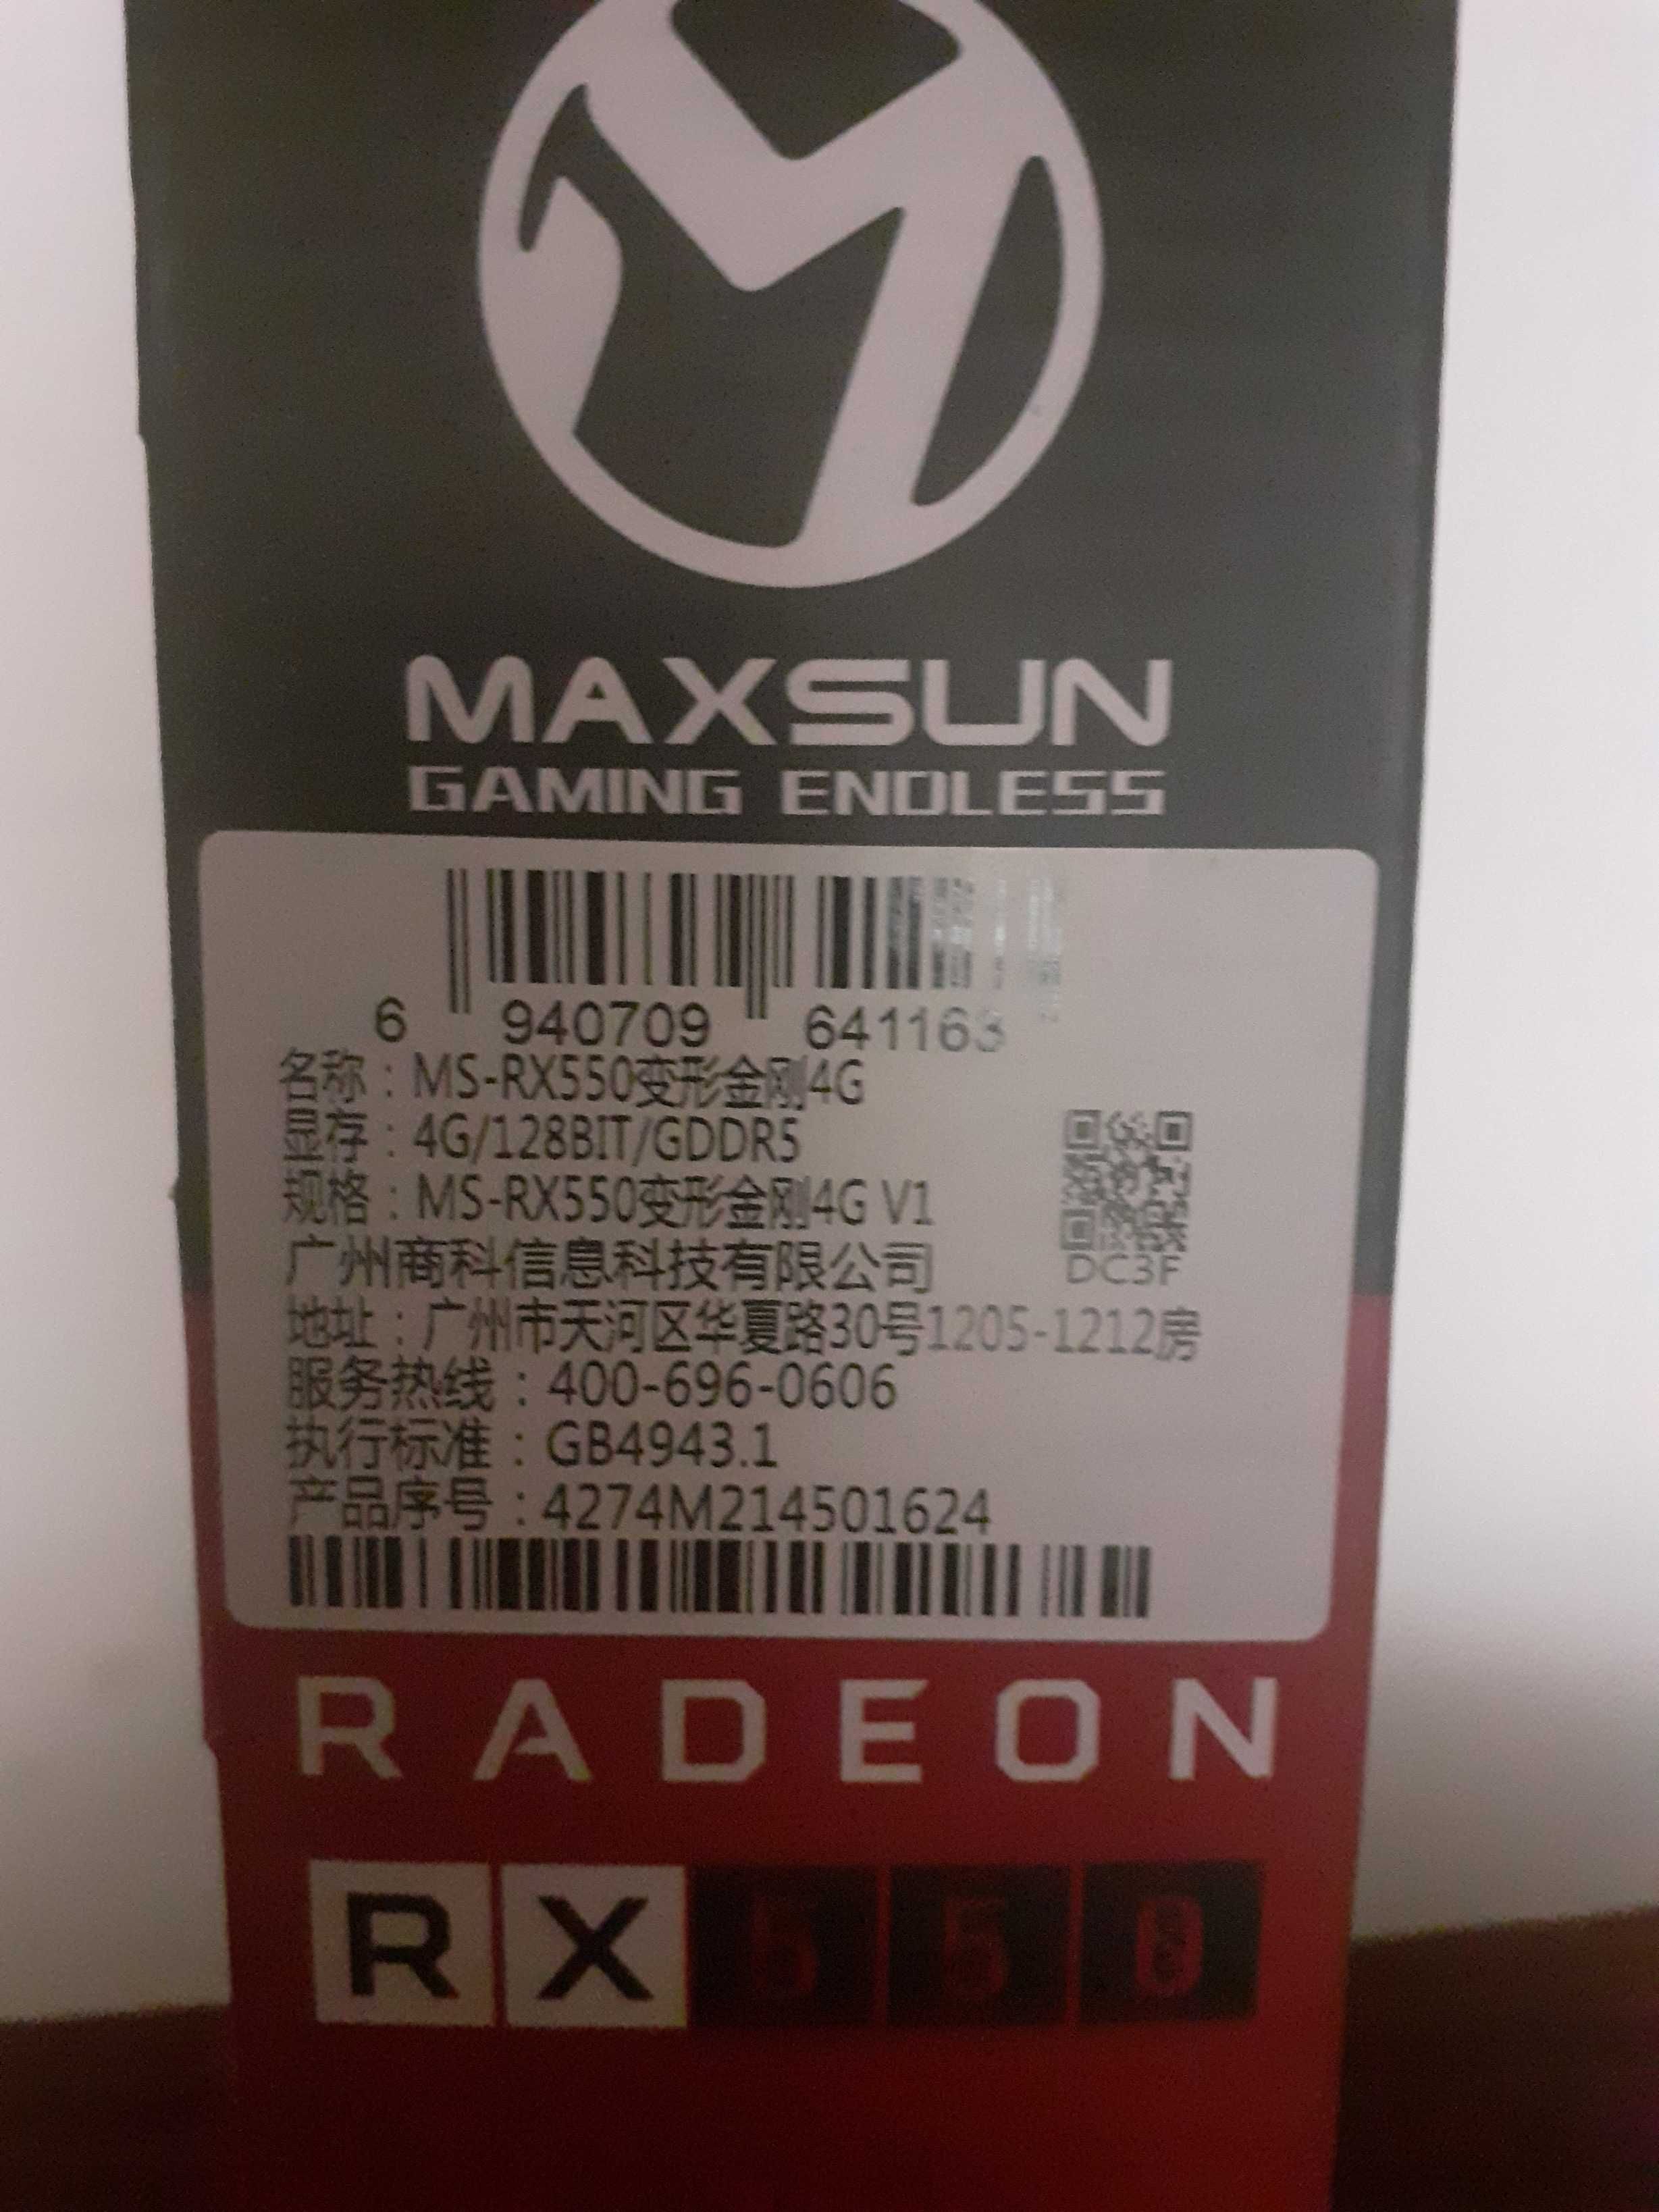 MAXSUN
GAMING ENDLESS
6 940709 641163
名称：MS-RX550变形金刚4G
显存：4G/128BIT/GDDR5
规格：MS-RX550变形金刚4G V1
广州商科信息科技有限公司
DC3F
地址：广州市天河区华夏路30号1205-1212房
服务热线：400-696-0606
执行标准：GB4943.1
产品序号：4274M214501624
RADEON
RX 550